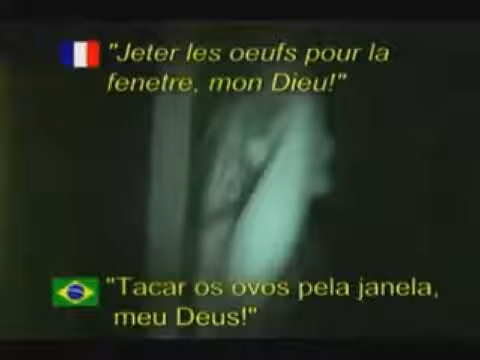 "Jeter les oeufs pour la
fenetre, mon Dieu!"
"Tacar os ovos pela janela,
meu Deus!"